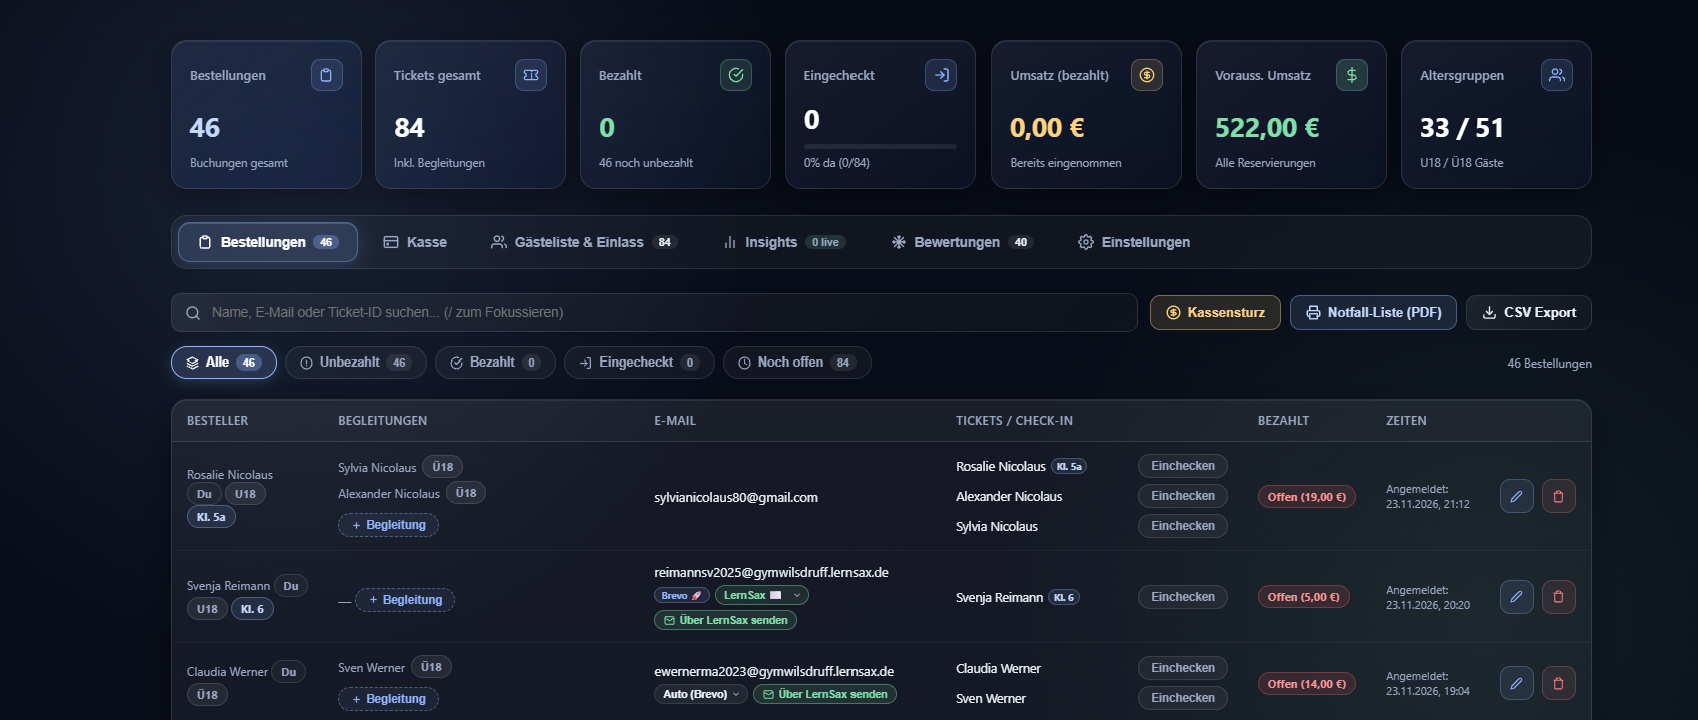 Bestellungen
46
Buchungen gesamt
Tickets gesamt
84
Inkl. Begleitungen
Bezahlt
0
46 noch unbezahlt
Eingecheckt
0
0% da (0/84)
Umsatz (bezahlt)
0,00 €
Bereits eingenommen
Vorauss. Umsatz
522,00 €
Alle Reservierungen
Altersgruppen
33 / 51
U18 / Ü18 Gäste
Bestellungen 46 Kasse Gästeliste & Einlass 84 Insights 0 live Bewertungen 40 Einstellungen
Name, E-Mail oder Ticket-ID suchen... (/ zum Fokussieren) Kassensturz Notfall-Liste (PDF) CSV Export
Alle 46 Unbezahlt 46 Bezahlt 0 Eingecheckt 0 Noch offen 84 46 Bestellungen
BESTELLER BEGLEITUNGEN E-MAIL TICKETS / CHECK-IN BEZAHLT ZEITEN
Rosalie Nicolaus
Du U18
Kl. 5a
Sylvia Nicolaus Ü18
Alexander Nicolaus Ü18
+ Begleitung
sylvianicolaus80@gmail.com
Rosalie Nicolaus Kl. 5a Einchecken
Alexander Nicolaus Einchecken
Sylvia Nicolaus Einchecken
Offen (19,00 €)
Angemeldet:
23.11.2026, 21:12
Svenja Reimann Du
U18 Kl. 6
— + Begleitung
reimannsv2025@gymwilsdruff.lernsax.de
Brevo 🚀 LernSax
Über LernSax senden
Svenja Reimann Kl. 6 Einchecken
Offen (5,00 €)
Angemeldet:
23.11.2026, 20:20
Claudia Werner Du
Ü18
Sven Werner Ü18
+ Begleitung
ewernerma2023@gymwilsdruff.lernsax.de
Auto (Brevo) Über LernSax senden
Claudia Werner Einchecken
Sven Werner Einchecken
Offen (14,00 €)
Angemeldet:
23.11.2026, 19:04